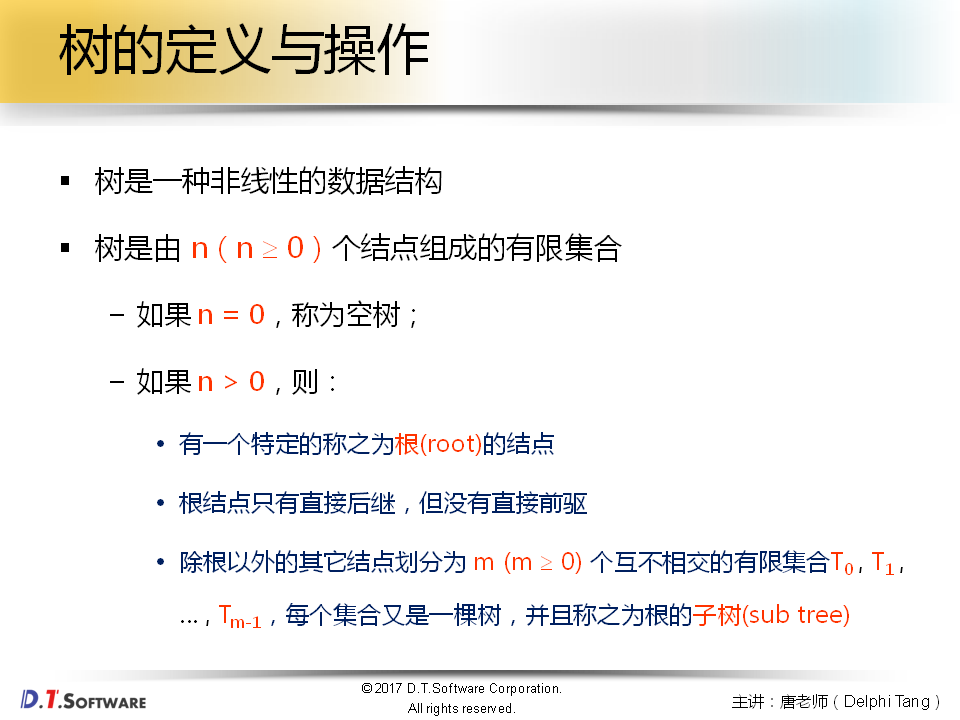 树的定义与操作
▪ 树是一种非线性的数据结构
▪ 树是由 n ( n ≥ 0 ) 个结点组成的有限集合
– 如果 n = 0，称为空树；
– 如果 n > 0，则：
• 有一个特定的称之为根(root)的结点
• 根结点只有直接后继，但没有直接前驱
• 除根以外的其它结点划分为 m (m ≥ 0) 个互不相交的有限集合T0, T1,
…, Tm-1，每个集合又是一棵树，并且称之为根的子树(sub tree)
D.T.SOFTWARE
©2017 D.T.Software Corporation.
All rights reserved.
主讲：唐老师（Delphi Tang）